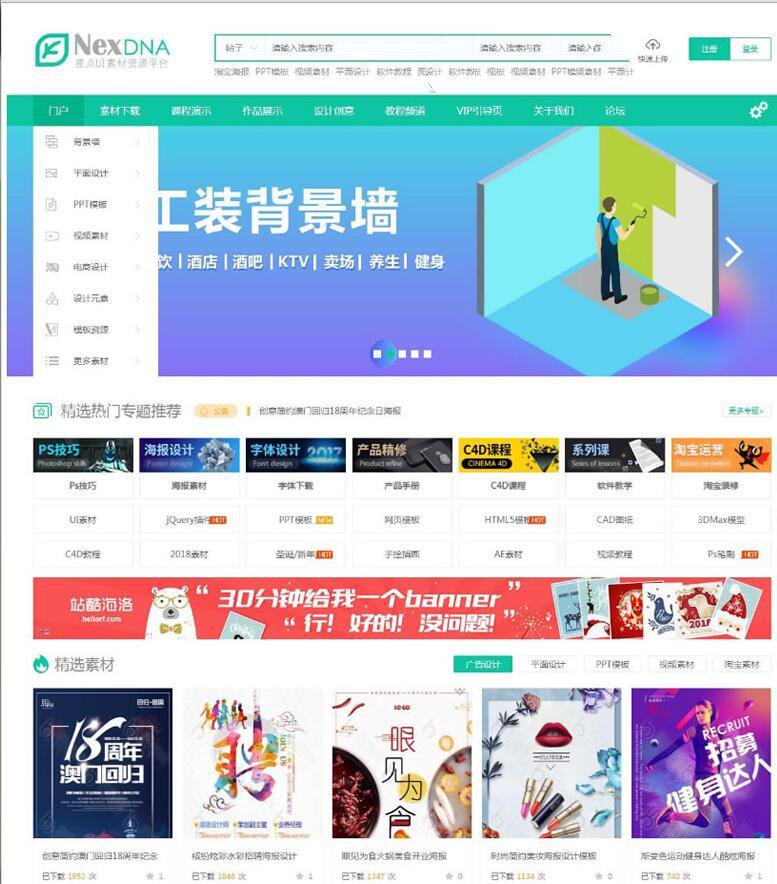 NexDNA
星点UI素材资源平台
帖子 请输入搜索内容 请输入搜索内容 请输入
快速上传
注册 登录
淘宝海报 PPT模板 视频素材 平面设计 软件教程 软件教 视频素材 PPT模板素材
门户 素材下载 课程演示 作品展示 设计创意 教程频道 VIP引导页 关于我们 论坛
背景墙
平面设计
PPT模板
视频素材
电商设计
设计元素
模板资源
更多素材
工装背景墙
饮|酒店|酒吧|KTV|卖场|养生|健身
精选热门专题推荐 公告 创意简约澳门回归18周年纪念日海报 更多专题>
PS技巧 海报设计 字体设计 2017 产品精修 C4D课程 系列课 淘宝运营
Photoshop skill Poster design Font design Product refine CINEMA 4D Series of lessons Taobao operation
Ps技巧 海报素材 字体下载 产品手册 C4D课程 软件教学 淘宝装修
UI素材 jQuery插件 HOT PPT模板 NEW 网页模板 HTML5模板 HOT CAD图纸 3DMax模型
C4D教程 2018素材 圣诞/新年 HOT 手绘插画 AE素材 视频教程 Ps笔刷 HOT
站酷海洛
hellorf.com
“30分钟给我一个banner”
“行！好的！没问题!
2018
精选素材 广告设计 平面设计 PPT模板 视频素材 淘宝素材
18周年
澳门回归
招
JOIN US
高级设计师 策划副主管 业务经理
LOGO
眼见为食
RECRUIT
招募
健身达人
创意简约澳门回归18周年纪念 缤纷炫彩水彩招聘海报设计 眼见为食火锅美食开业海报 时尚简约美妆海报设计模板 渐变色运动健身达人酷炫海报
已下载 1953 次 1 已下载 1846 次 1 已下载 1347 次 0 已下载 1134 次 0 已下载 740 次 1